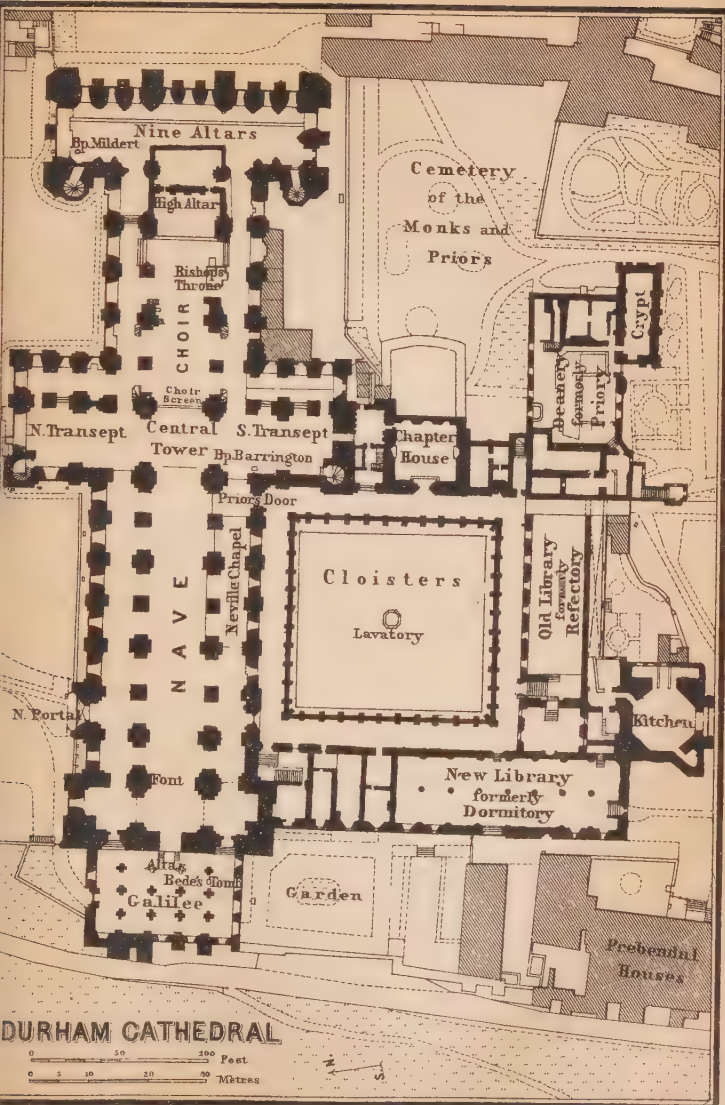 Nine Altars
Bp. Mildert
High Altar
Bishops
Throne
CHOIR
Choir
Screen
N. Transept
Central
Tower
S. Transept
Bp. Barrington
Priors Door
Cemetery
of the
Monks and
Priors
Crypt
Deanery
formerly
Priory
Chapter
House
NAVE
Neville Chapel
Cloisters
Lavatory
Old Library
formerly
Refectory
N. Portal
Kitchen
Font
New Library
formerly
Dormitory
Altar
Bede's Tomb
Galilee
Garden
Prebendal
Houses
DURHAM CATHEDRAL
0 50 200 Feet
0 5 10 20 30 Mètres
N.
S.